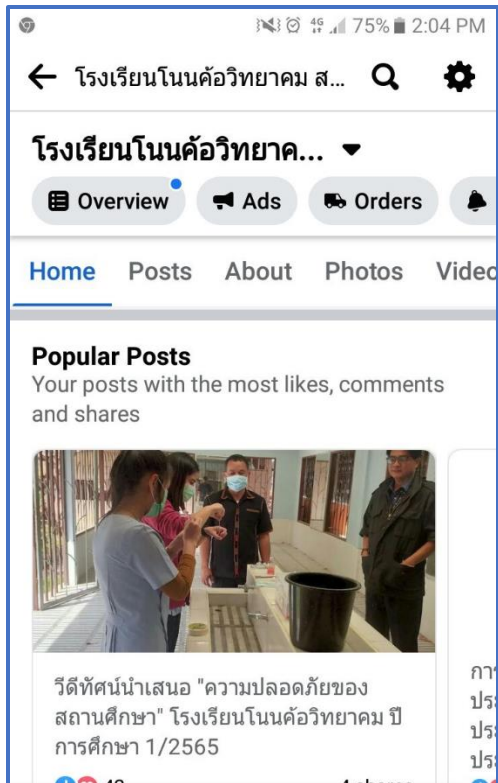 4G 75% 2:04 PM
โรงเรียนโนนค้อวิทยาคม ส...
โรงเรียนโนนค้อวิทยาค...
Overview Ads Orders
Home Posts About Photos Video
Popular Posts
Your posts with the most likes, comments
and shares
วีดีทัศน์นำเสนอ "ความปลอดภัยของ
สถานศึกษา" โรงเรียนโนนค้อวิทยาคม ปี
การศึกษา 1/2565